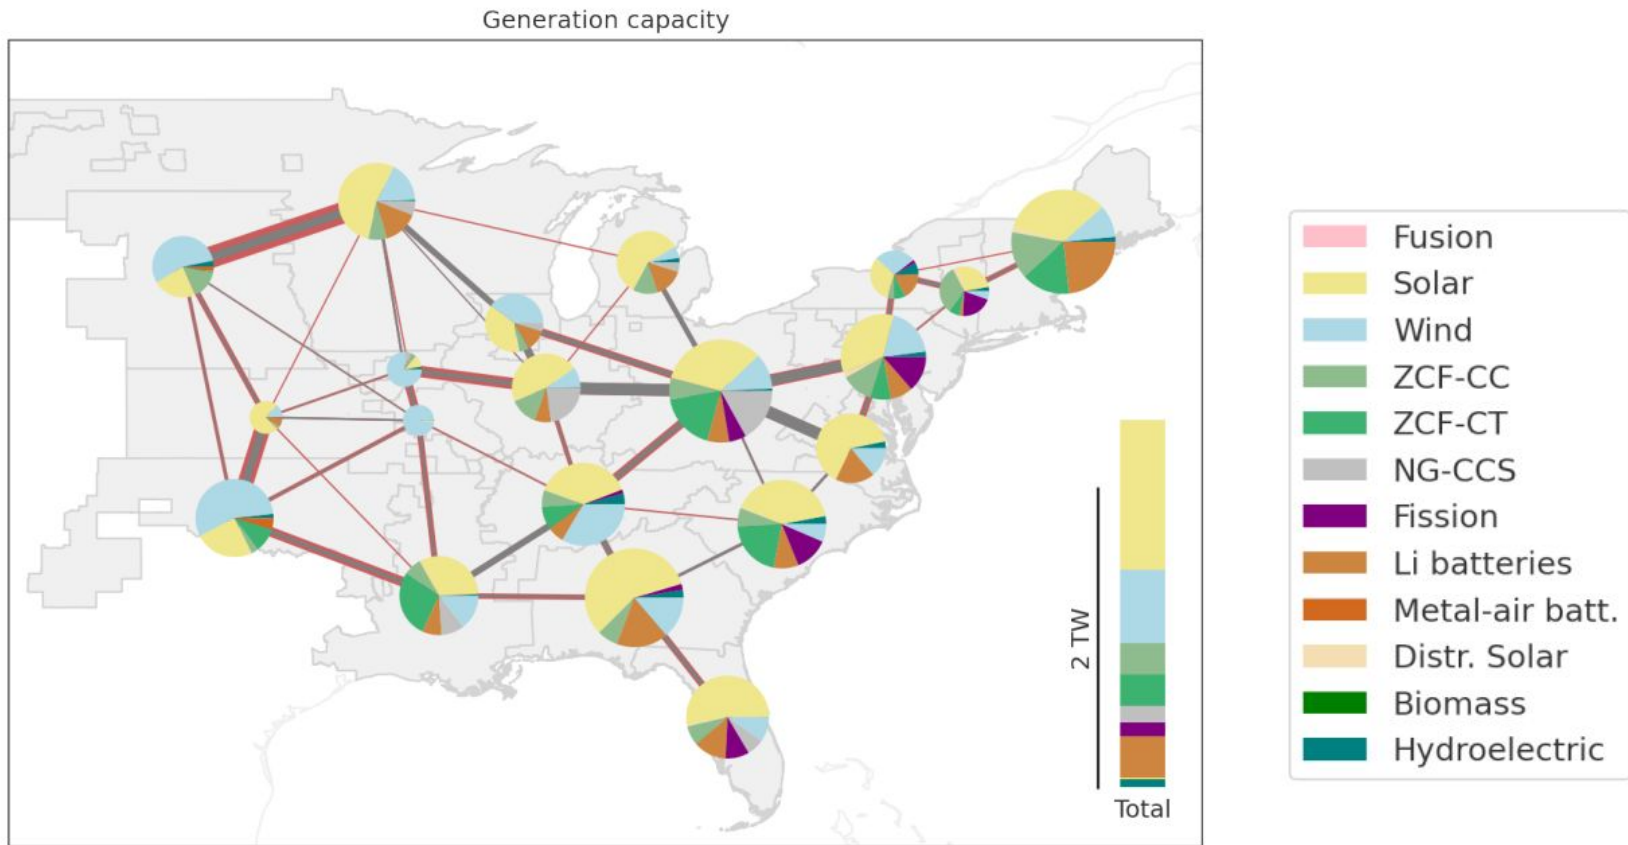 Generation capacity
Fusion
Solar
Wind
ZCF-CC
ZCF-CT
NG-CCS
Fission
Li batteries
Metal-air batt.
Distr. Solar
Biomass
Hydroelectric
2 TW
Total